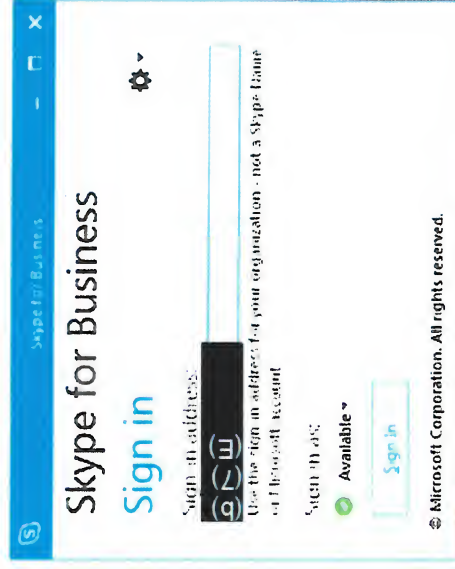 Skype for Business
Skype for Business
Sign in
Sign-in address:
(b) (7) (E)
Use the sign-in address for your organization - not a Skype Name
or Microsoft account
Sign in as:
Available
Sign In
© Microsoft Corporation. All rights reserved.